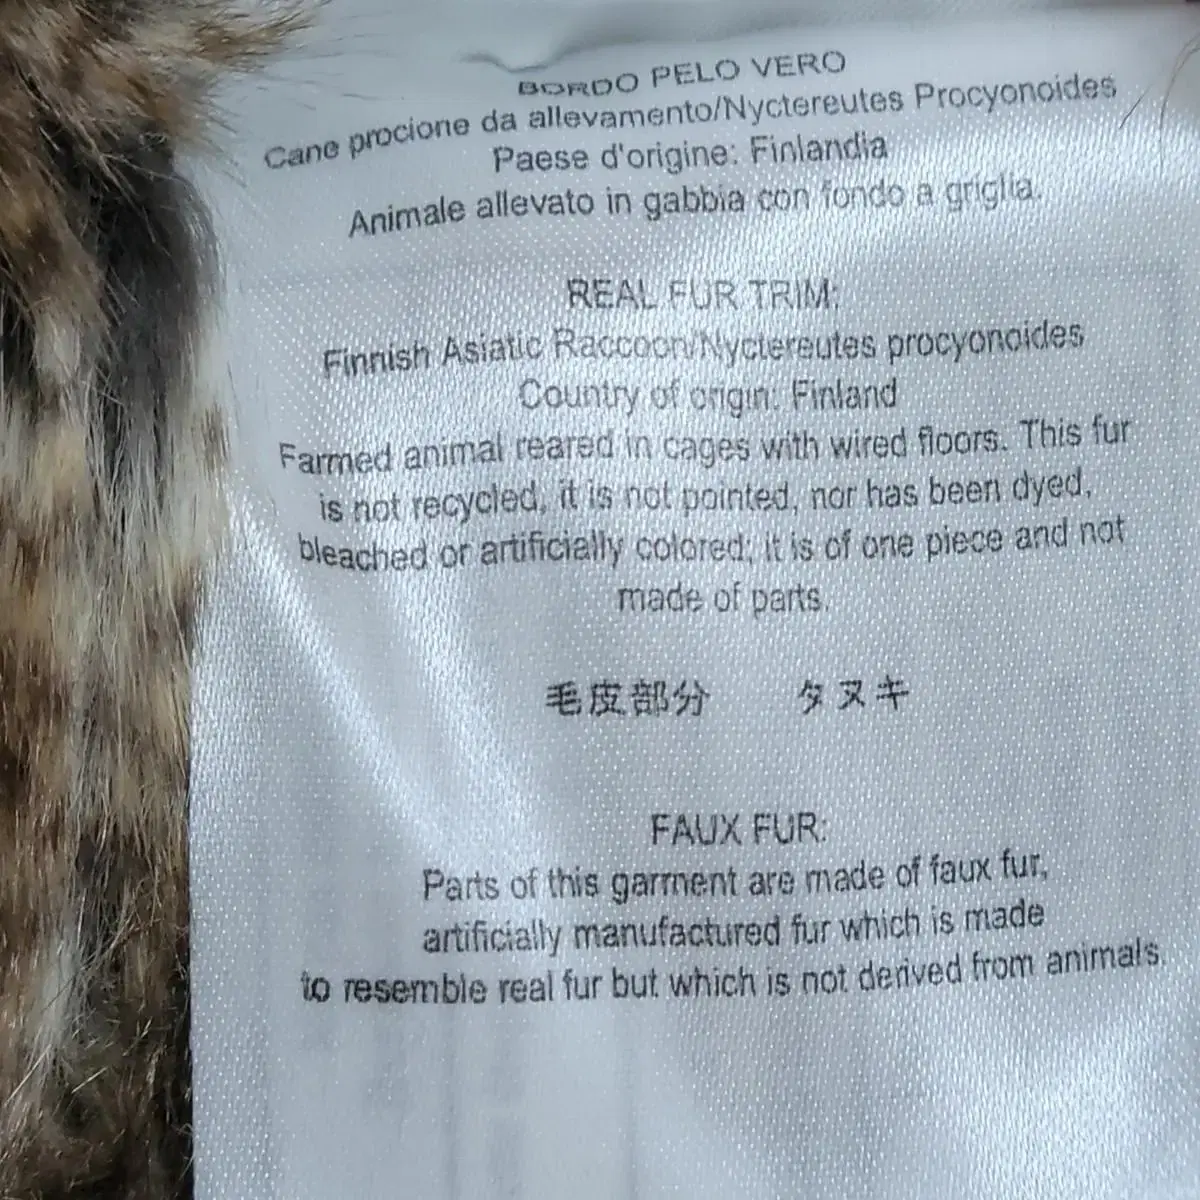 BORDO PELO VERO
Cane procione da allevamento/Nyctereutes Procyonoides
Paese d'origine: Finlandia
Animale allevato in gabbia con fondo a griglia.
REAL FUR TRIM:
Finnish Asiatic Raccoon/Nyctereutes procyonoides
Country of origin: Finland
Farmed animal reared in cages with wired floors. This fur
is not recycled, it is not pointed, nor has been dyed,
bleached or artificially colored; it is of one piece and not
made of parts.
毛皮部分 タヌキ
FAUX FUR:
Parts of this garment are made of faux fur,
artificially manufactured fur which is made
to resemble real fur but which is not derived from animals.